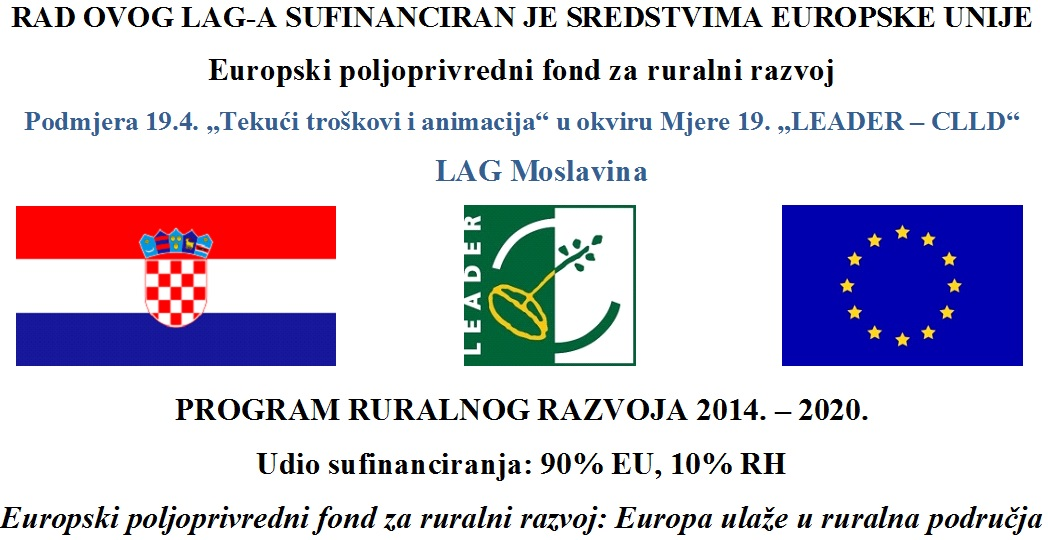 RAD OVOG LAG-A SUFINANCIRAN JE SREDSTVIMA EUROPSKE UNIJE
Europski poljoprivredni fond za ruralni razvoj
Podmjera 19.4. „Tekući troškovi i animacija“ u okviru Mjere 19. „LEADER – CLLD“
LAG Moslavina
LEADER
PROGRAM RURALNOG RAZVOJA 2014. – 2020.
Udio sufinanciranja: 90% EU, 10% RH
Europski poljoprivredni fond za ruralni razvoj: Europa ulaže u ruralna područja